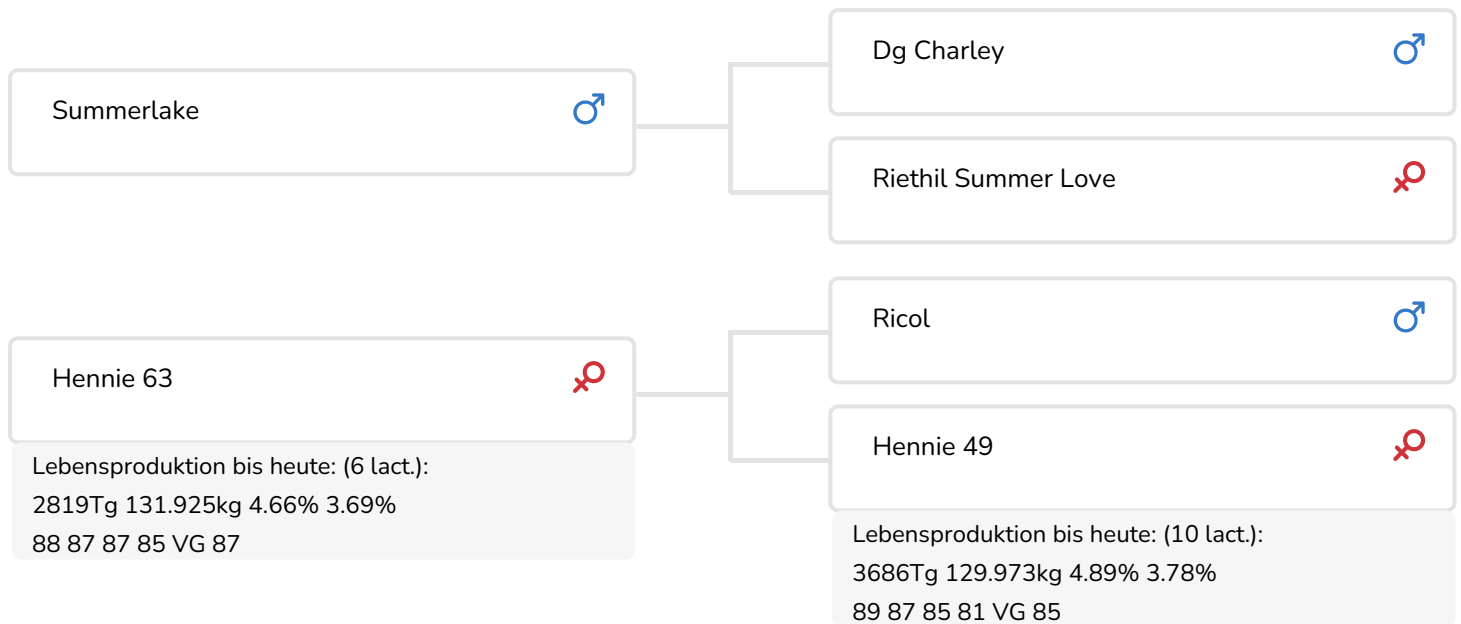 Summerlake
Dg Charley
Riethil Summer Love
Hennie 63
Lebensproduktion bis heute: (6 lact.):
2819Tg 131.925kg 4.66% 3.69%
88 87 87 85 VG 87
Ricol
Hennie 49
Lebensproduktion bis heute: (10 lact.):
3686Tg 129.973kg 4.89% 3.78%
89 87 85 81 VG 85